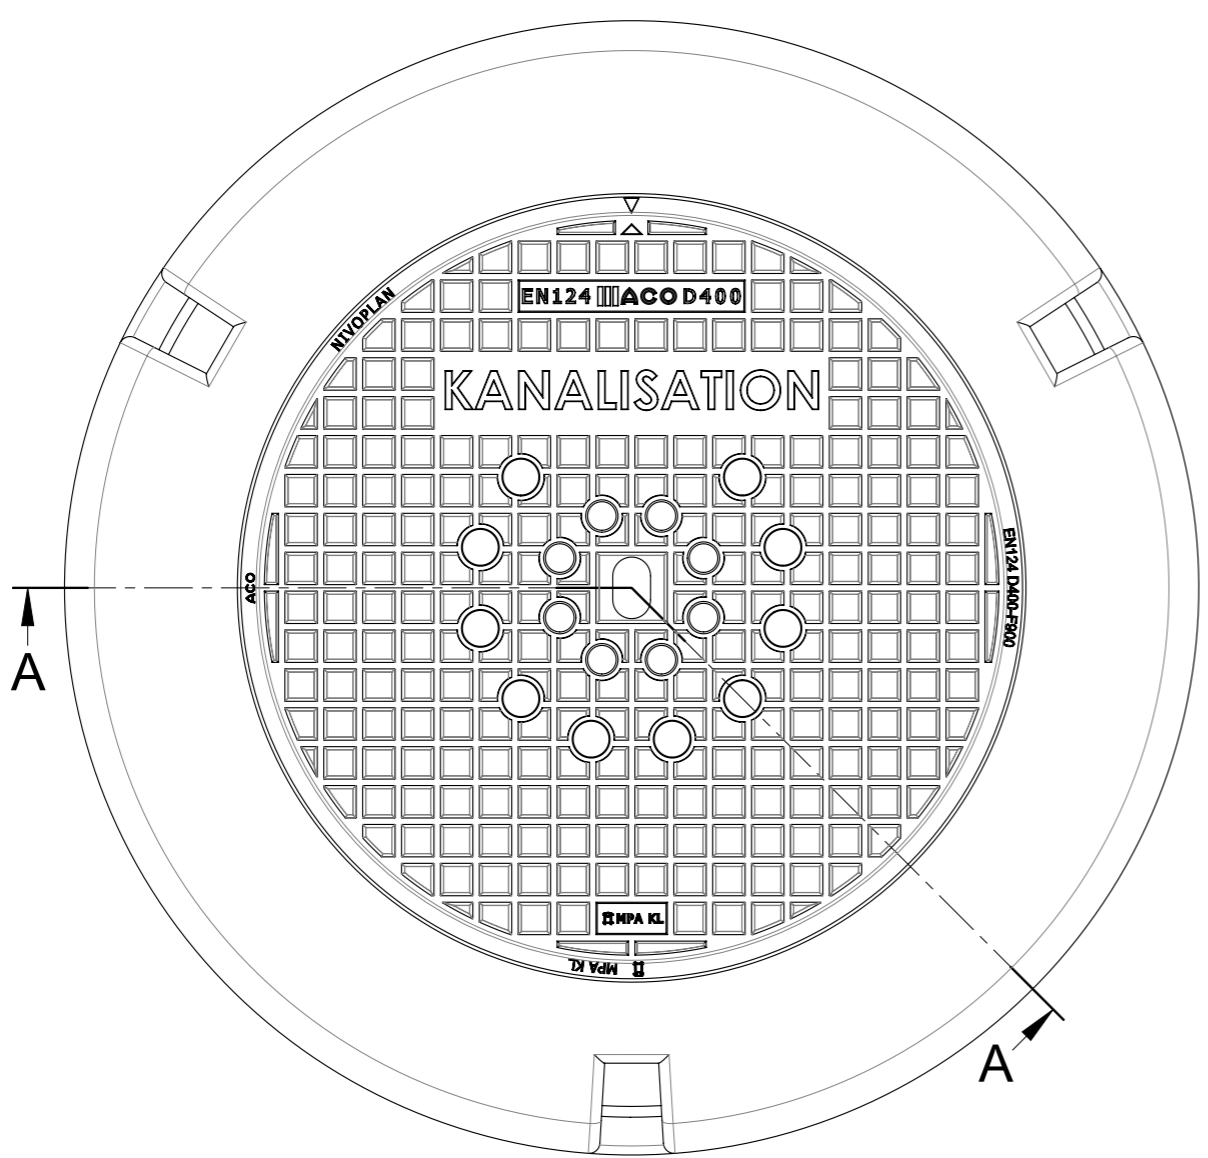 EN124 ACO D400
NIVOPLAN
KANALISATION
ACO
EN124 D400-F900
A
MPA KL
MPA KL
A